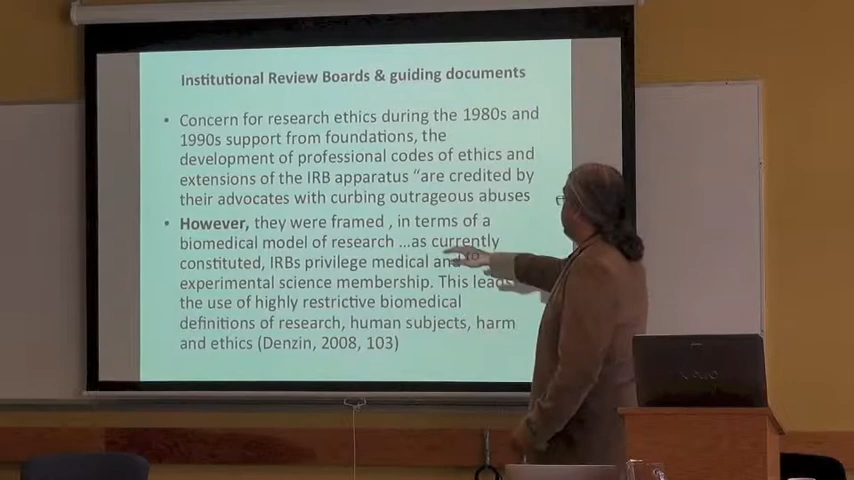 Institutional Review Boards & guiding documents
• Concern for research ethics during the 1980s and
1990s support from foundations, the
development of professional codes of ethics and
extensions of the IRB apparatus “are credited by
their advocates with curbing outrageous abuses.
• However, they were framed , in terms of a
biomedical model of research …as currently
constituted, IRBs privilege medical and
experimental science membership. This leads
the use of highly restrictive biomedical
definitions of research, human subjects, harm
and ethics (Denzin, 2008, 103)